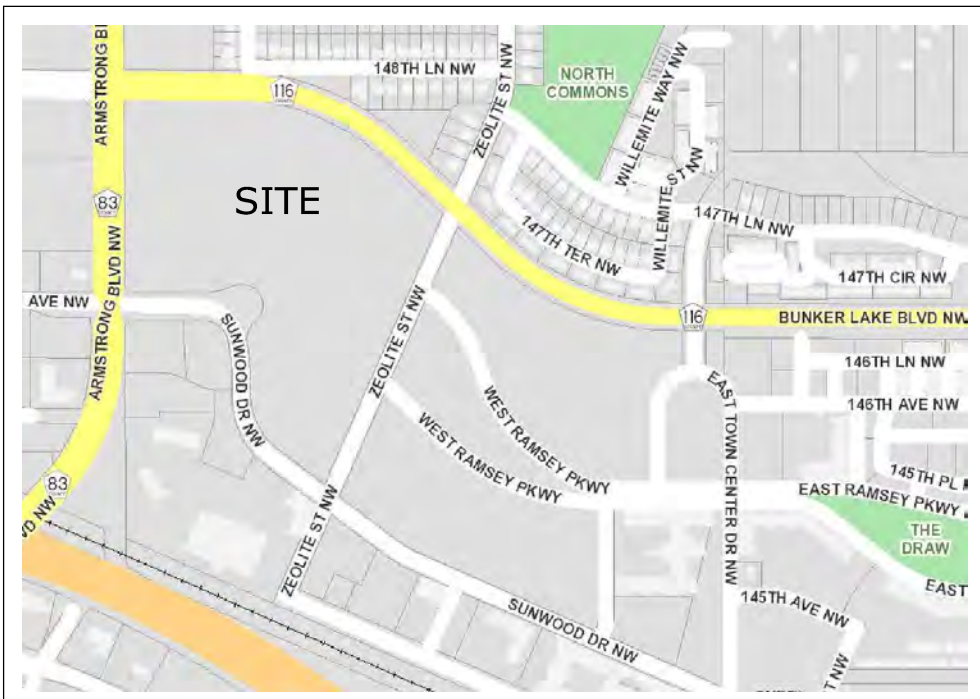 ARMSTRONG BL
148TH LN NW
116
NORTH
COMMONS
WILLEMITE WAY NW
ZEOLITE ST NW
SITE
83
WILLEMITE ST NW
147TH LN NW
147TH TER NW
147TH CIR NW
AVE NW
ARMSTRONG BLVD NW
ZEOLITE ST NW
116
BUNKER LAKE BLVD NW
SUNWOOD DR NW
146TH LN NW
146TH AVE NW
EAST TOWN CENTER DR NW
WEST RAMSEY PKWY
WEST RAMSEY PKWY
145TH PL
EAST RAMSEY PKWY
83
VD NW
THE
DRAW
ZEOLITE ST NW
EAST
145TH AVE NW
SUNWOOD DR NW
T NW